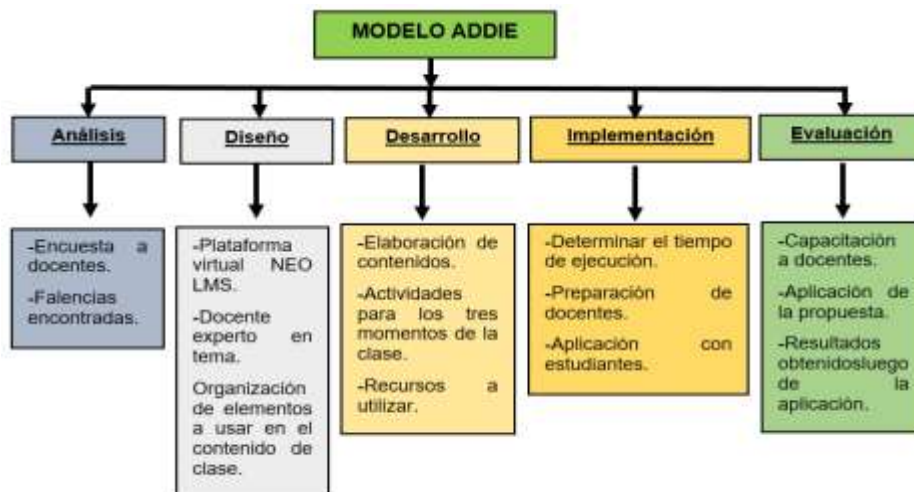 MODELO ADDIE
Análisis
Diseño
Desarrollo
Implementación
Evaluación
-Encuesta a
docentes.
-Falencias
encontradas.
-Plataforma
virtual NEO
LMS.
-Docente
experto en
tema.
Organización
de elementos
a usar en el
contenido de
clase.
-Elaboración de
contenidos.
-Actividades
para los tres
momentos de la
clase.
-Recursos a
utilizar.
-Determinar el tiempo
de ejecución.
-Preparación de
docentes.
-Aplicación con
estudiantes.
-Capacitación
a docentes.
-Aplicación de
la propuesta.
-Resultados
obtenidosluego
de la
aplicación.